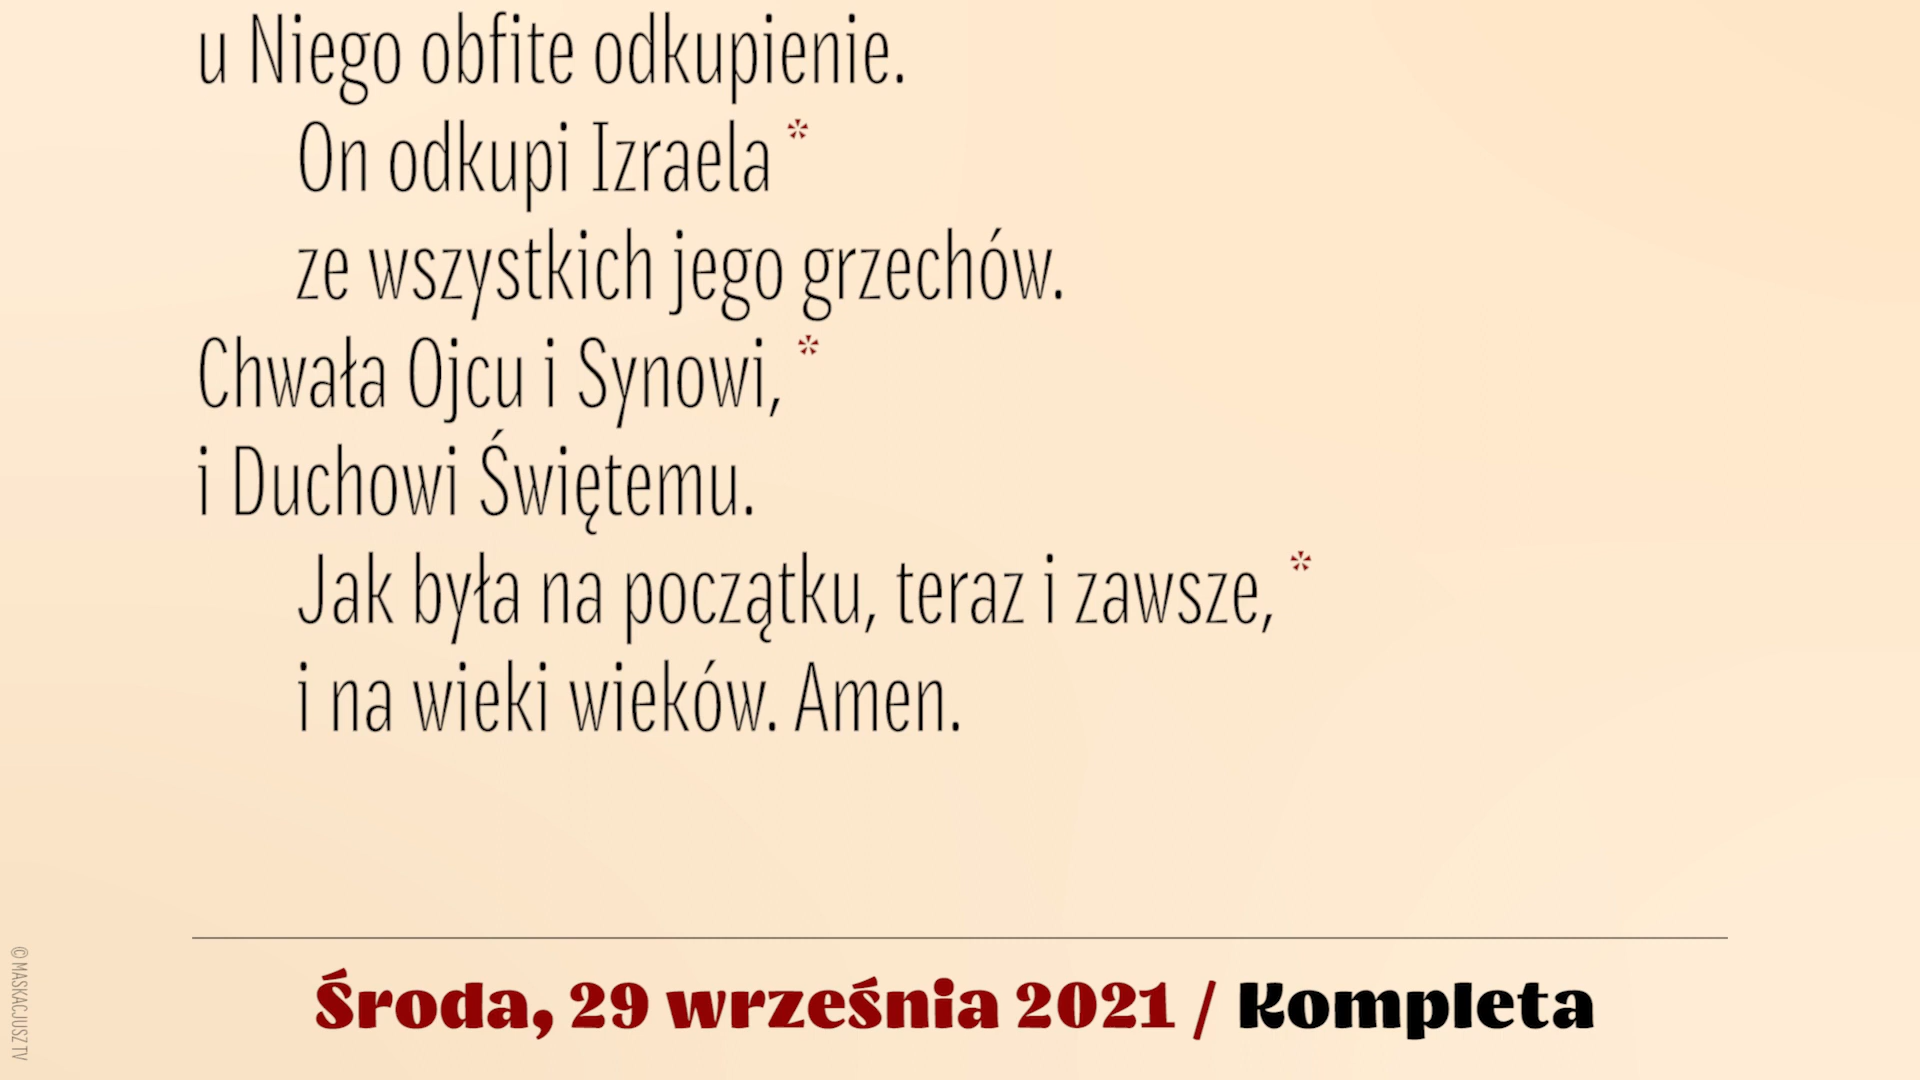 u Niego obfite odkupienie.
On odkupi Izraela *
ze wszystkich jego grzechów.
Chwała Ojcu i Synowi, *
i Duchowi Świętemu.
Jak była na początku, teraz i zawsze, *
i na wieki wieków. Amen.
Środa, 29 września 2021 / Kompleta
© MASKACJUSZ TV